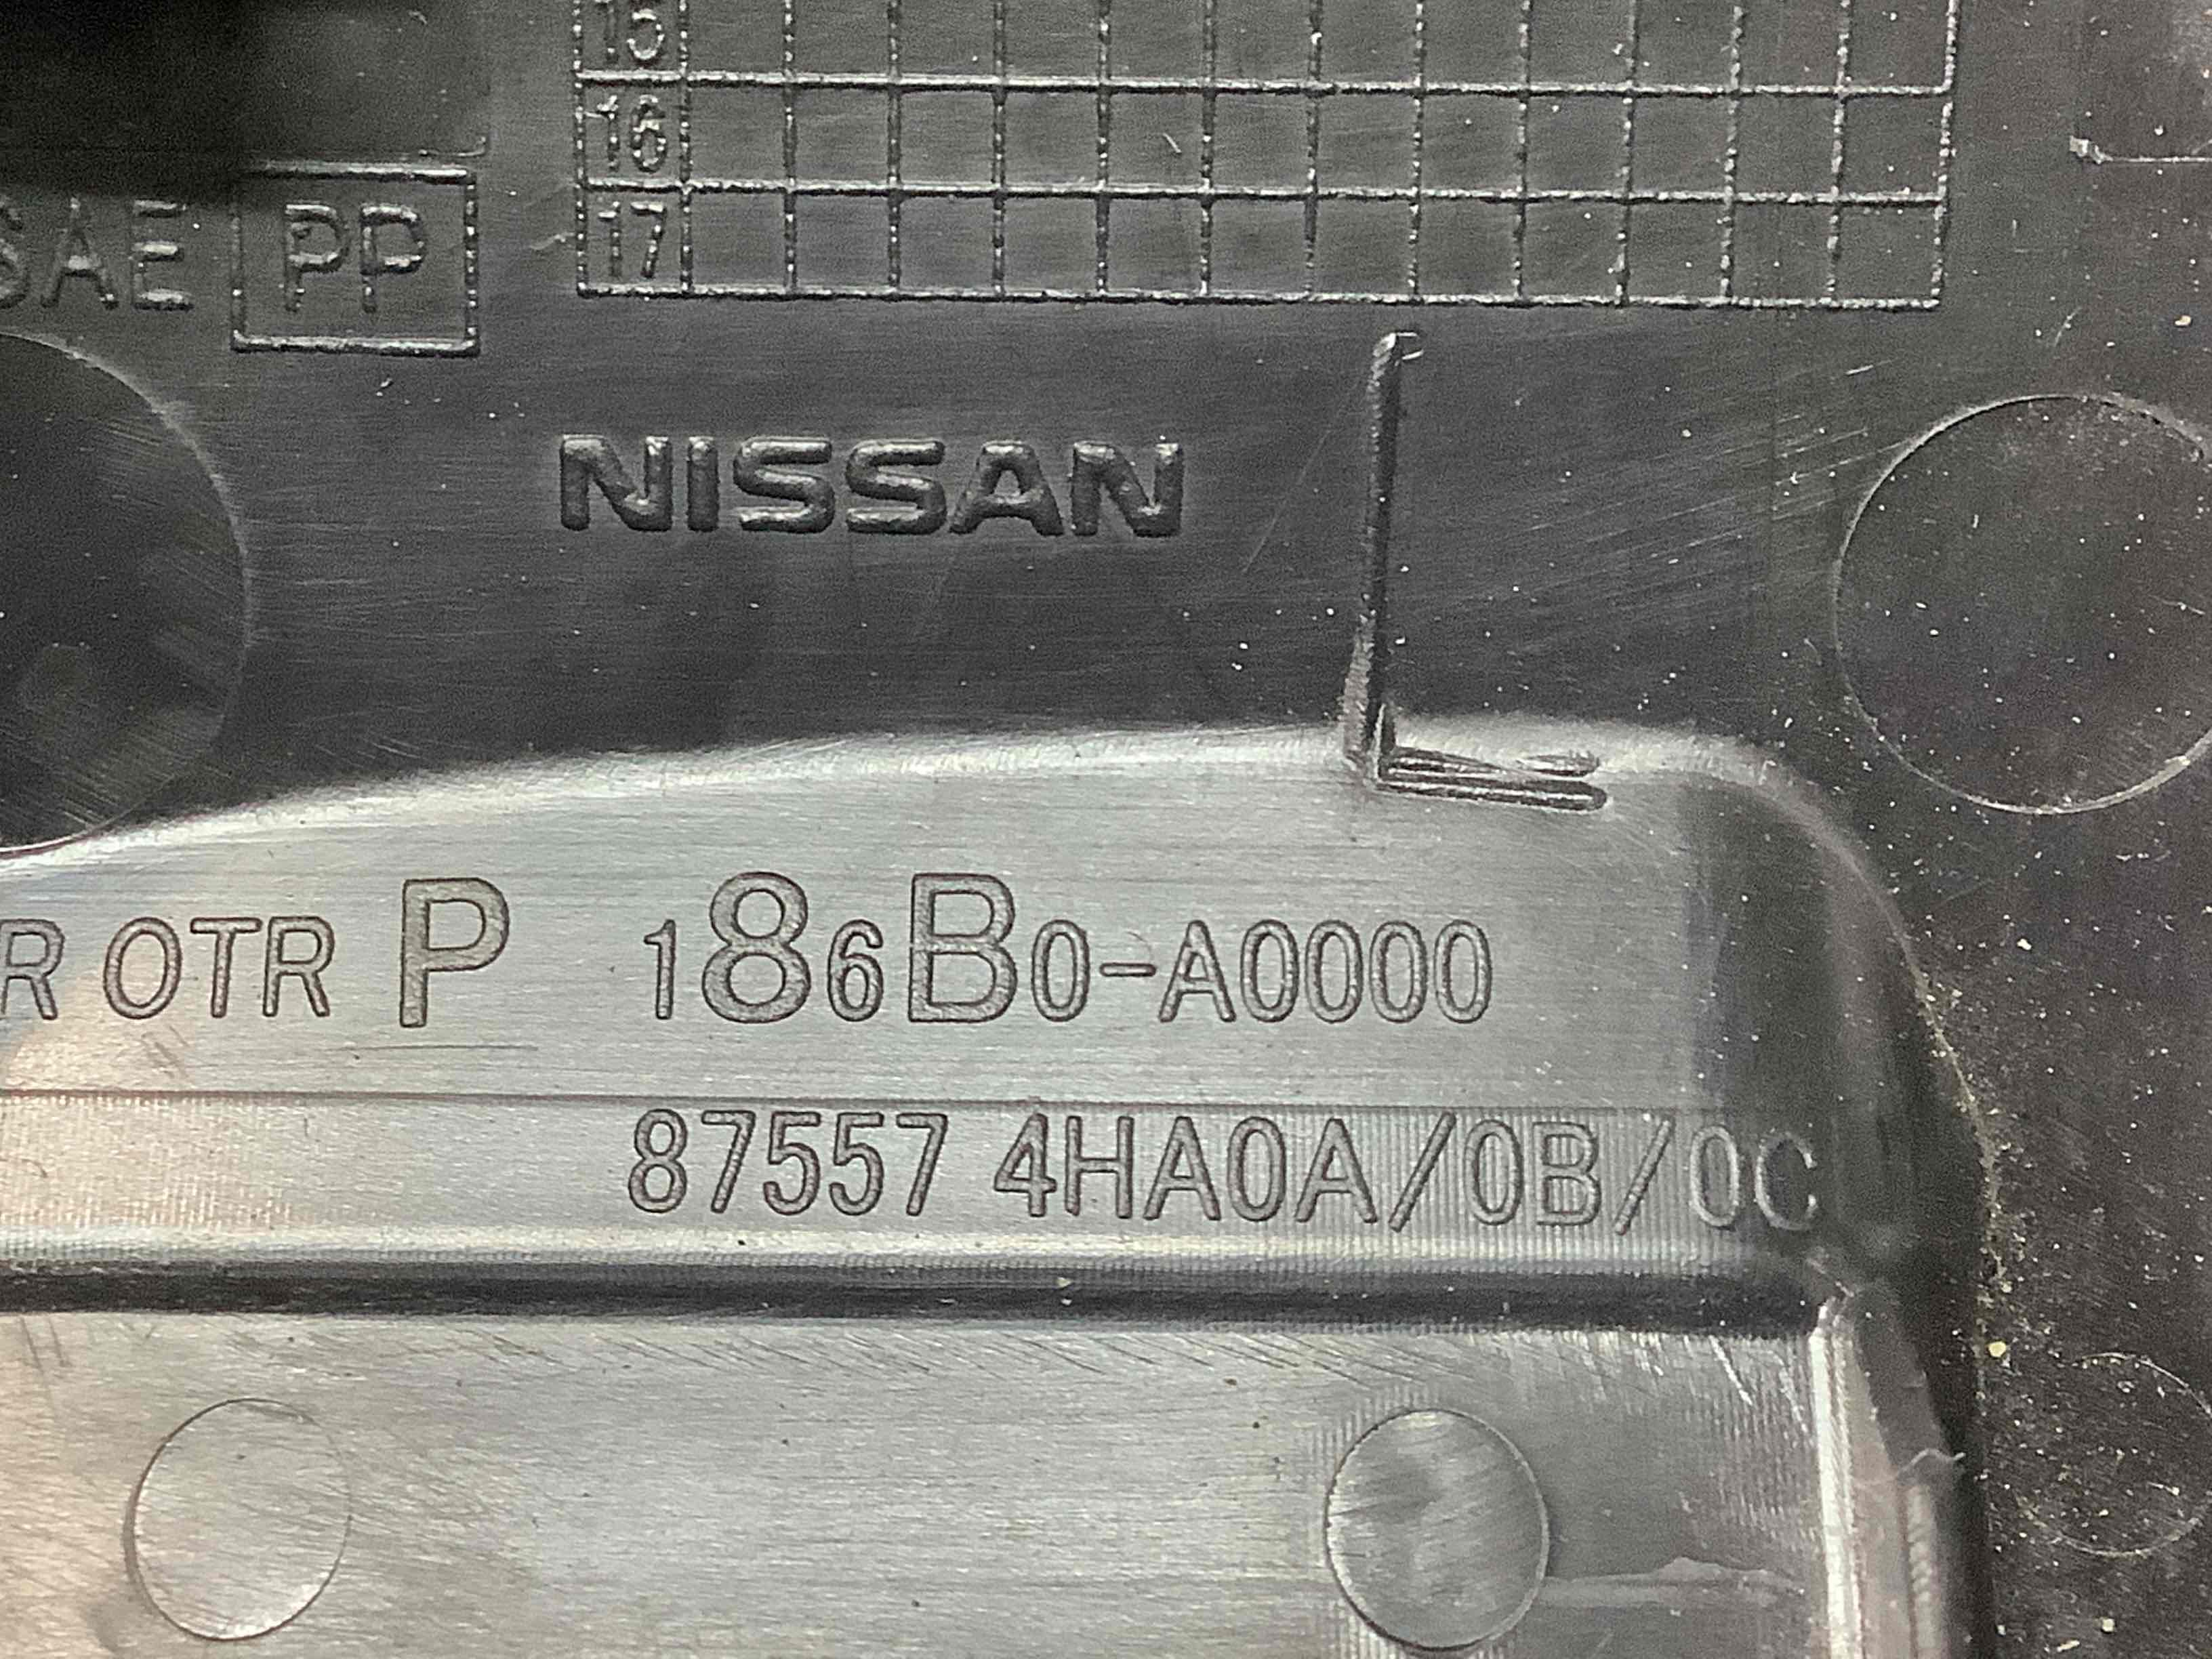 15
16
17
SAE PP
NISSAN
L
R OTR P 186B0-A0000
87557 4HA0A/0B/0C